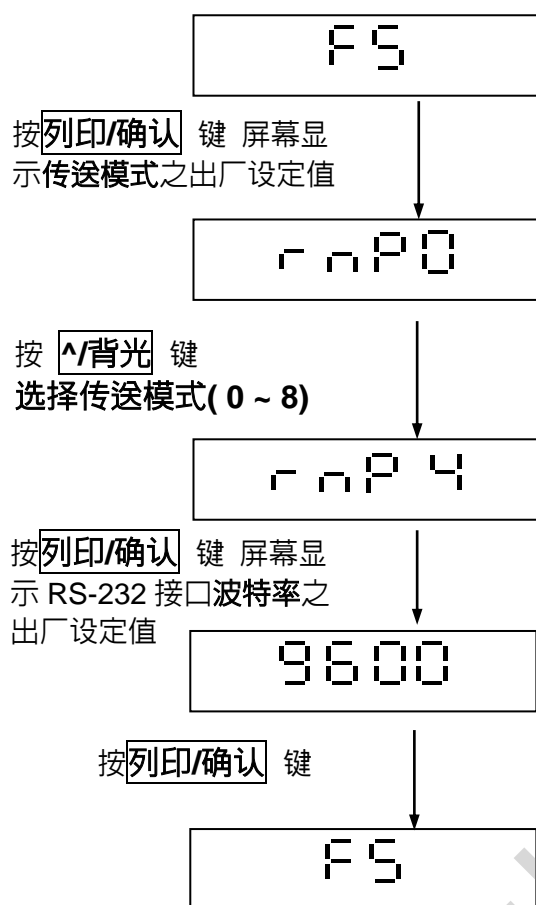 FS
按列印/确认 键 屏幕显
示传送模式之出厂设定值
rnP0
按 ^/背光 键
选择传送模式( 0 ~ 8)
rnP 4
按列印/确认 键 屏幕显
示 RS-232 接口波特率之
出厂设定值
9600
按列印/确认 键
FS